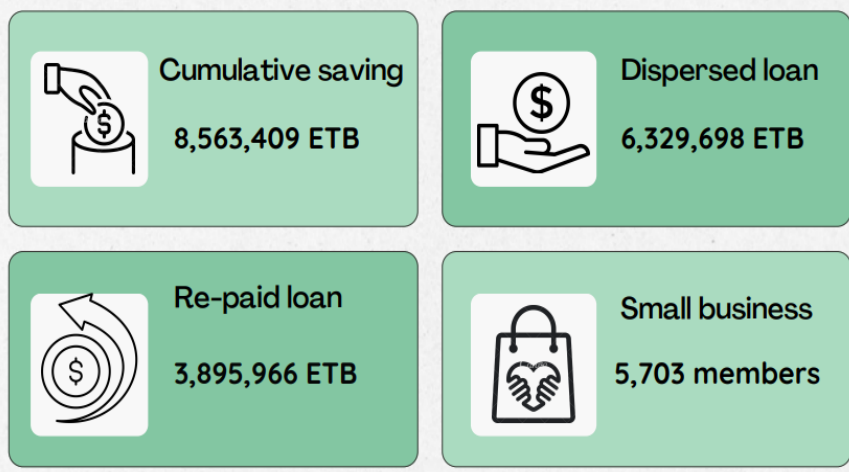 Cumulative saving
8,563,409 ETB
Dispersed loan
6,329,698 ETB
Re-paid loan
3,895,966 ETB
Small business
5,703 members